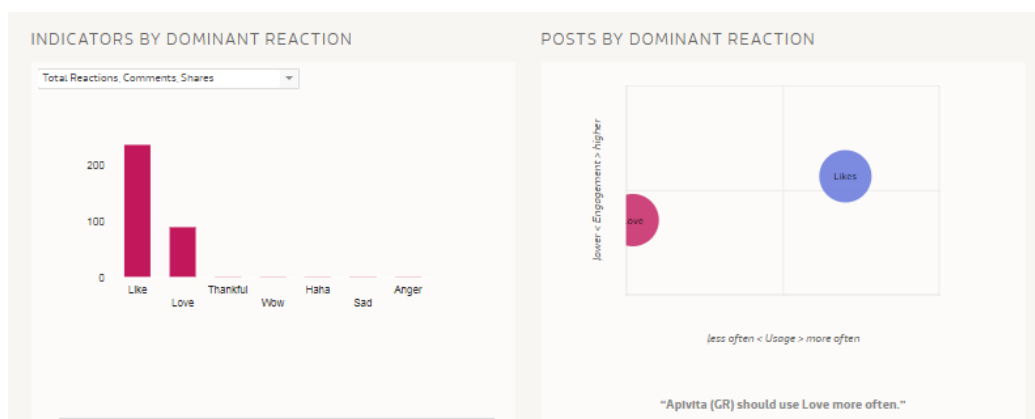 INDICATORS BY DOMINANT REACTION
Total Reactions, Comments, Shares
200
100
0
Like
Love
Thankful
Wow
Haha
Sad
Anger
POSTS BY DOMINANT REACTION
lower < Engagement > higher
Likes
ove
less often < Usage > more often
"Apivita (GR) should use Love more often."